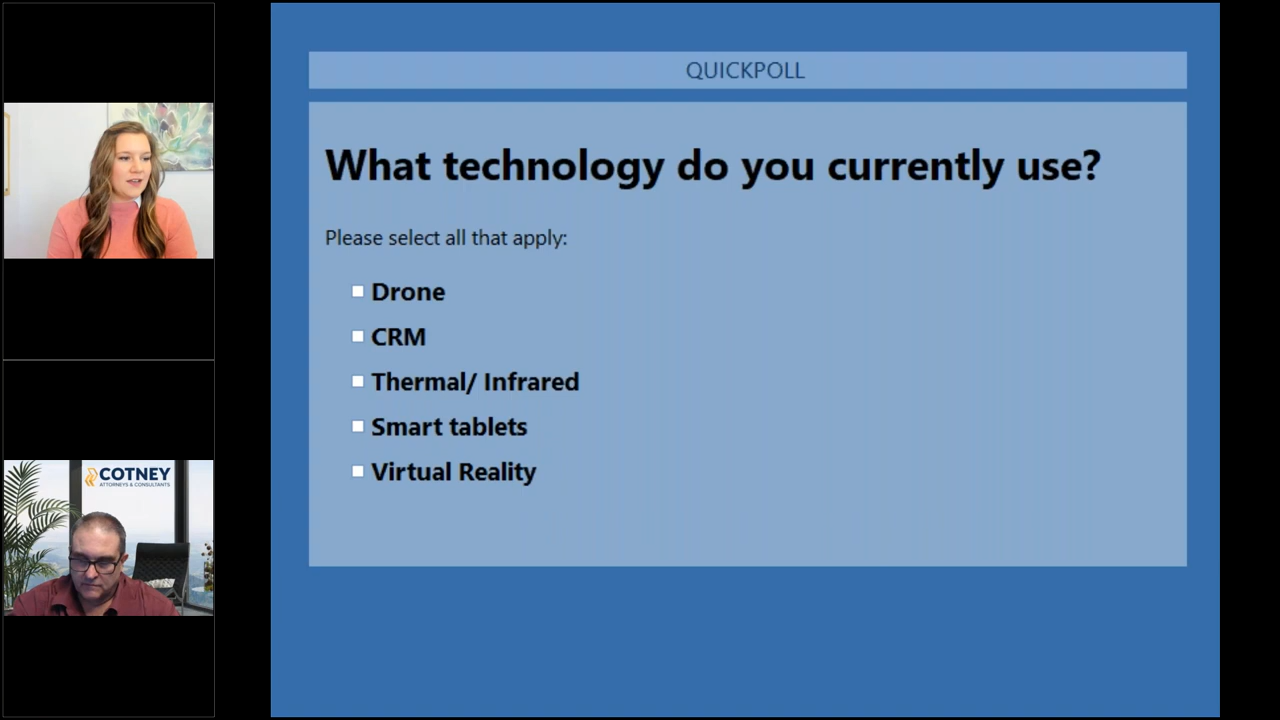 QUICKPOLL
What technology do you currently use?
Please select all that apply:
Drone
CRM
Thermal/ Infrared
Smart tablets
Virtual Reality
COTNEY
ATTORNEYS & CONSULTANTS